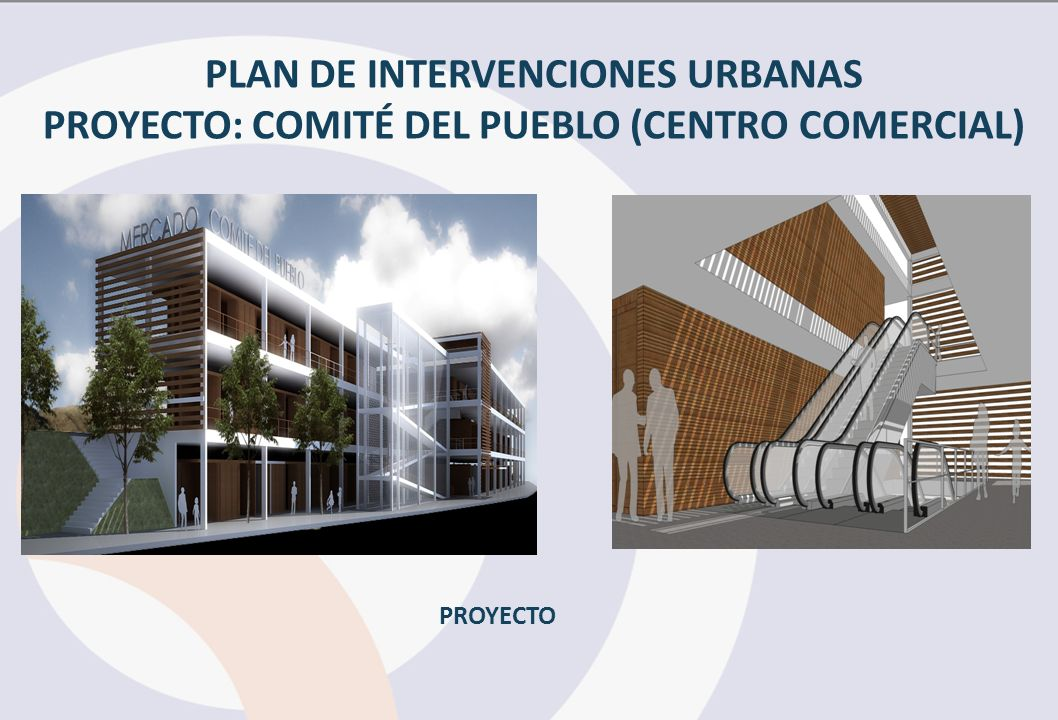 PLAN DE INTERVENCIONES URBANAS
PROYECTO: COMITÉ DEL PUEBLO (CENTRO COMERCIAL)
MERCADO COMITE DEL PUEBLO
PROYECTO